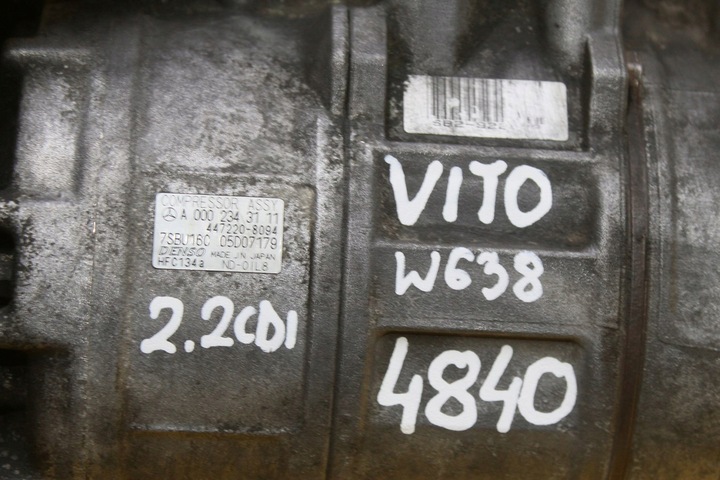 VITO
COMPRESSOR ASSY
A 000 234 31 11
447220-8094
7SBU16C 05D07179
DENSO MADE IN JAPAN
HFC134a ND-OIL8
W638
2.2CDI
4840